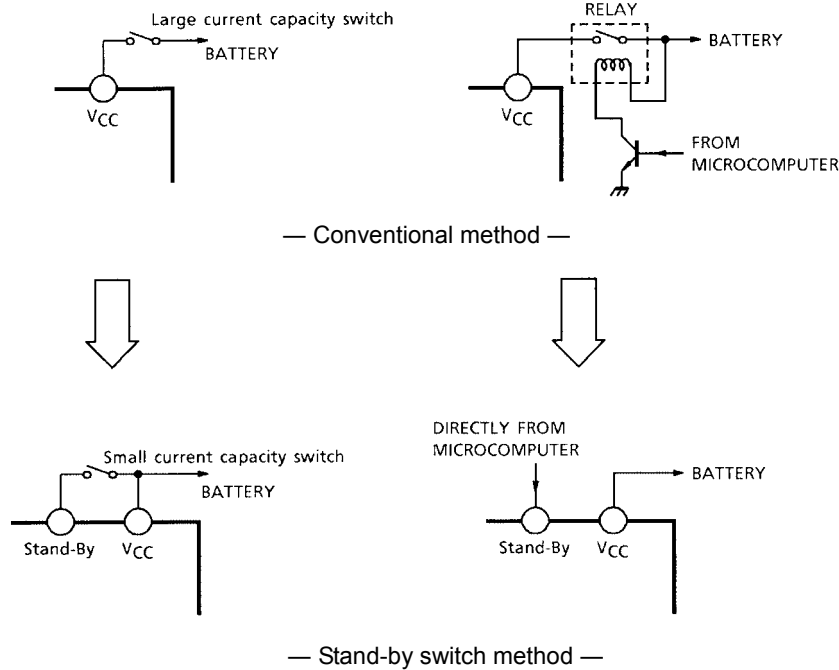 Large current capacity switch
BATTERY
VCC
RELAY
BATTERY
VCC
FROM
MICROCOMPUTER
— Conventional method —
Small current capacity switch
BATTERY
Stand-By VCC
DIRECTLY FROM
MICROCOMPUTER
BATTERY
Stand-By VCC
— Stand-by switch method —